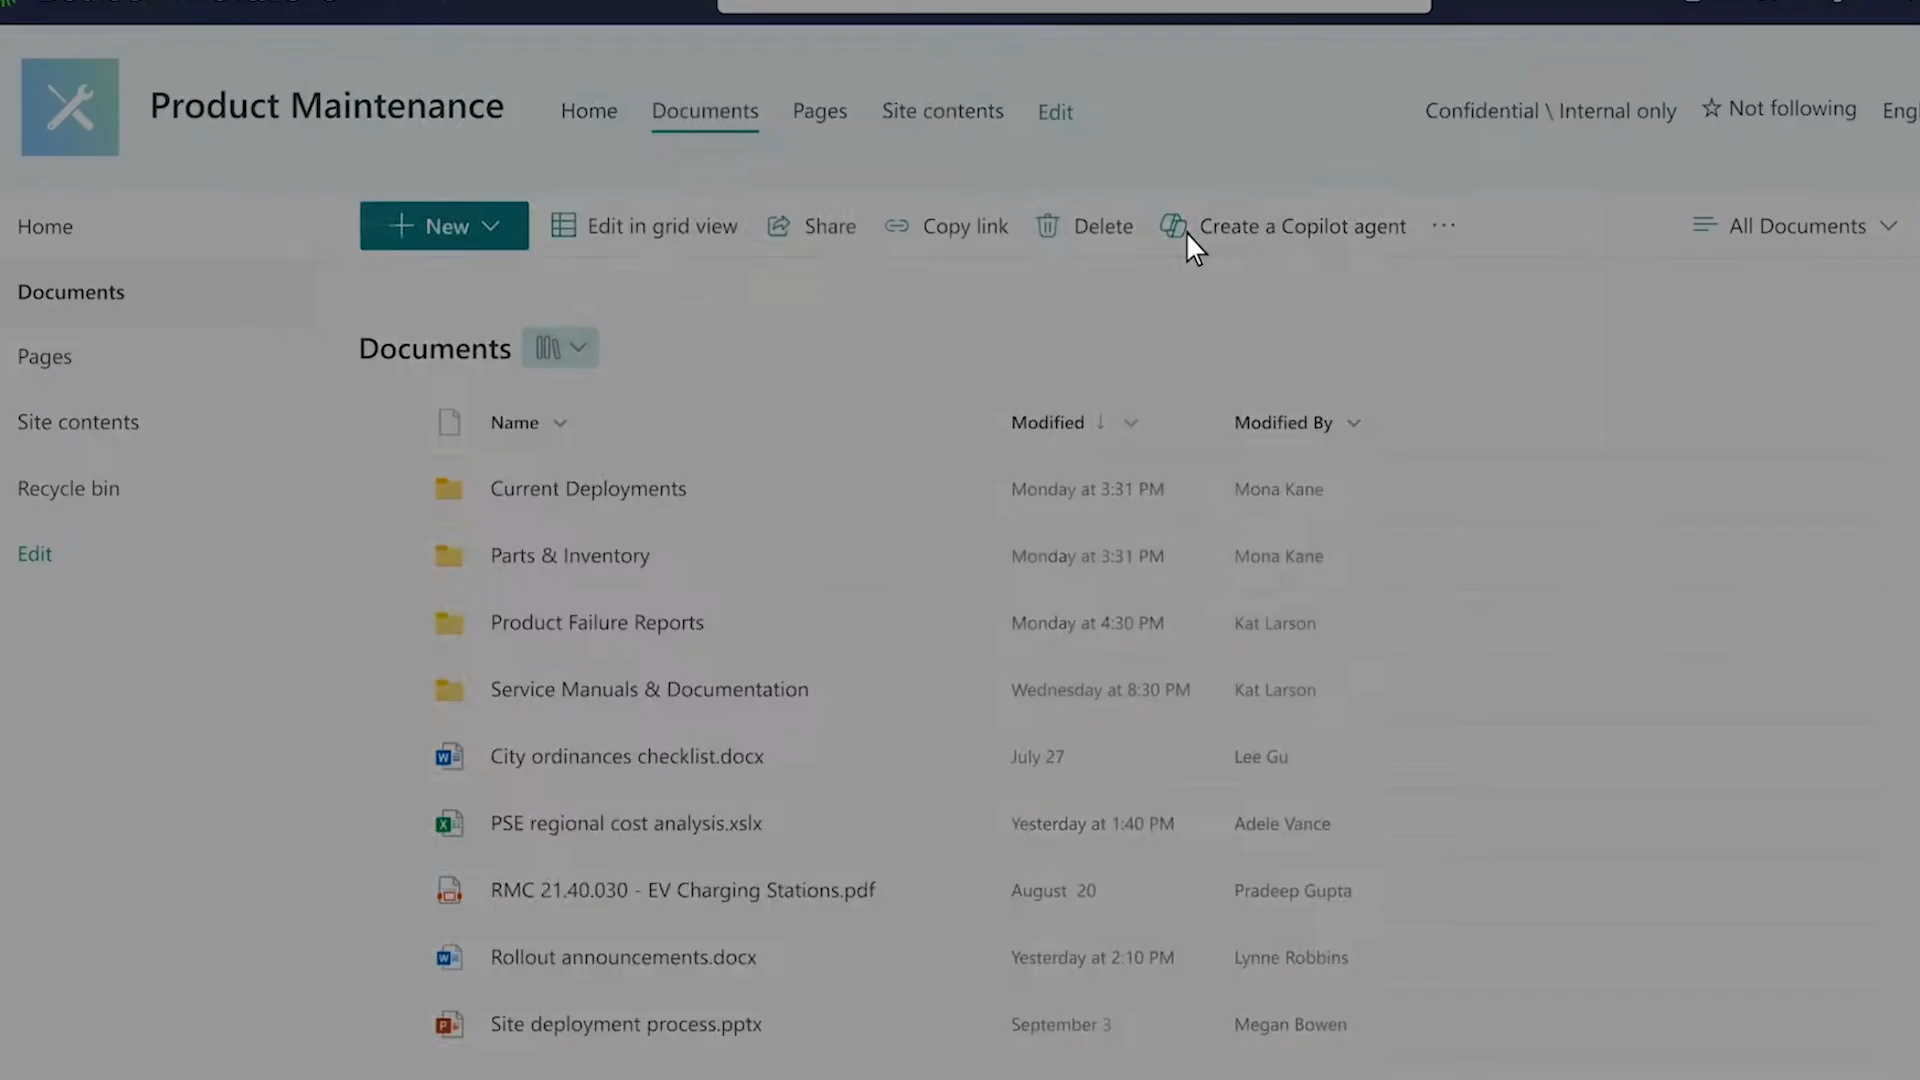 Product Maintenance
Home
Documents
Pages
Site contents
Edit
Confidential \ Internal only
Not following
Engl
Home
Documents
Pages
Site contents
Recycle bin
Edit
New
Edit in grid view
Share
Copy link
Delete
Create a Copilot agent
All Documents
Documents
Name Modified Modified By
Current Deployments Monday at 3:31 PM Mona Kane
Parts & Inventory Monday at 3:31 PM Mona Kane
Product Failure Reports Monday at 4:30 PM Kat Larson
Service Manuals & Documentation Wednesday at 8:30 PM Kat Larson
City ordinances checklist.docx July 27 Lee Gu
PSE regional cost analysis.xslx Yesterday at 1:40 PM Adele Vance
RMC 21.40.030 - EV Charging Stations.pdf August 20 Pradeep Gupta
Rollout announcements.docx Yesterday at 2:10 PM Lynne Robbins
Site deployment process.pptx September 3 Megan Bowen